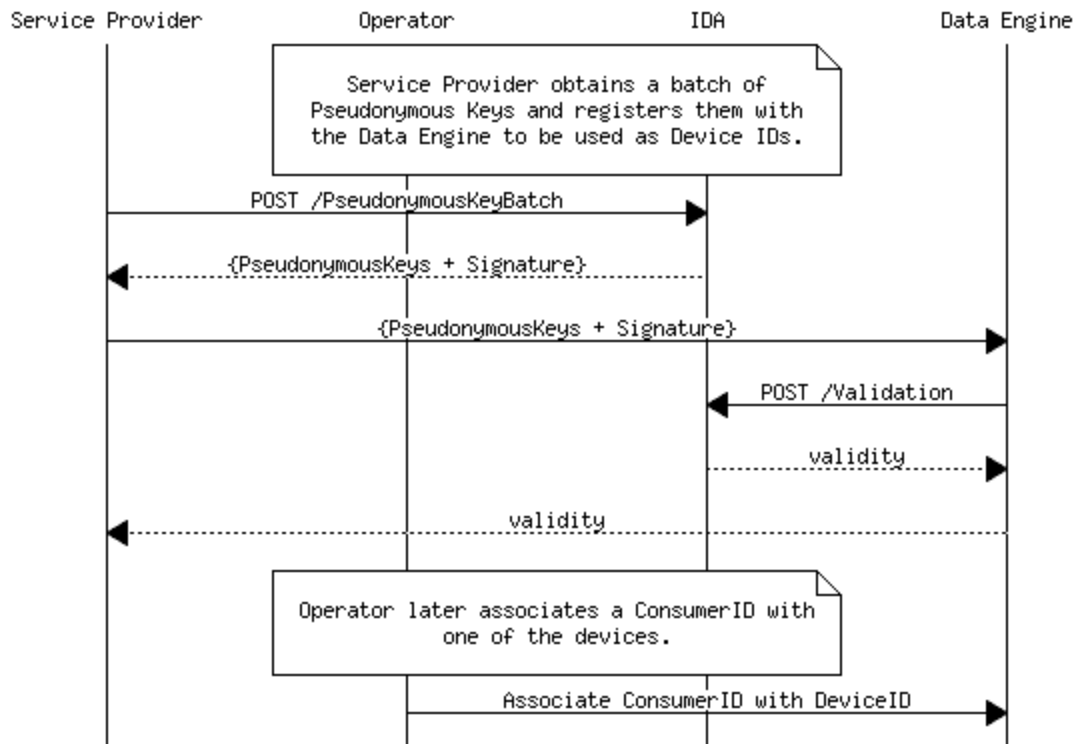 Service Provider
Operator
IDA
Data Engine
Service Provider obtains a batch of
Pseudonymous Keys and registers them with
the Data Engine to be used as Device IDs.
POST /PseudonymousKeyBatch
{PseudonymousKeys + Signature}
{PseudonymousKeys + Signature}
POST /Validation
validity
validity
Operator later associates a ConsumerID with
one of the devices.
Associate ConsumerID with DeviceID